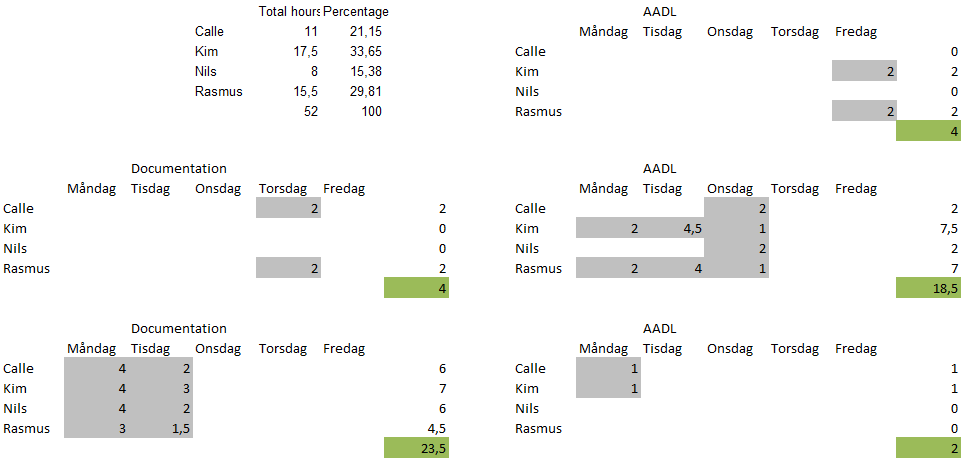 Total hours Percentage
Calle 11 21,15
Kim 17,5 33,65
Nils 8 15,38
Rasmus 15,5 29,81
52 100
AADL
Måndag Tisdag Onsdag Torsdag Fredag
Calle 0
Kim 2 2
Nils 0
Rasmus 2 2
4
Documentation
Måndag Tisdag Onsdag Torsdag Fredag
Calle 2 2
Kim 0
Nils 0
Rasmus 2 2
4
AADL
Måndag Tisdag Onsdag Torsdag Fredag
Calle 2 2
Kim 2 4,5 1 7,5
Nils 2 2
Rasmus 2 4 1 7
18,5
Documentation
Måndag Tisdag Onsdag Torsdag Fredag
Calle 4 2 6
Kim 4 3 7
Nils 4 2 6
Rasmus 3 1,5 4,5
23,5
AADL
Måndag Tisdag Onsdag Torsdag Fredag
Calle 1 1
Kim 1 1
Nils 0
Rasmus 0
2